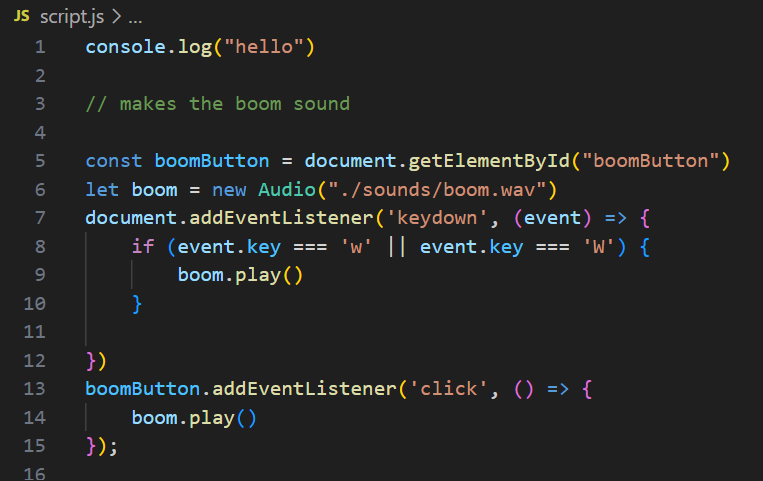 JS script.js > ...
1 console.log("hello")
2
3 // makes the boom sound
4
5 const boomButton = document.getElementById("boomButton")
6 let boom = new Audio("./sounds/boom.wav")
7 document.addEventListener('keydown', (event) => {
8     if (event.key === 'w' || event.key === 'W') {
9         boom.play()
10     }
11
12 })
13 boomButton.addEventListener('click', () => {
14     boom.play()
15 });
16